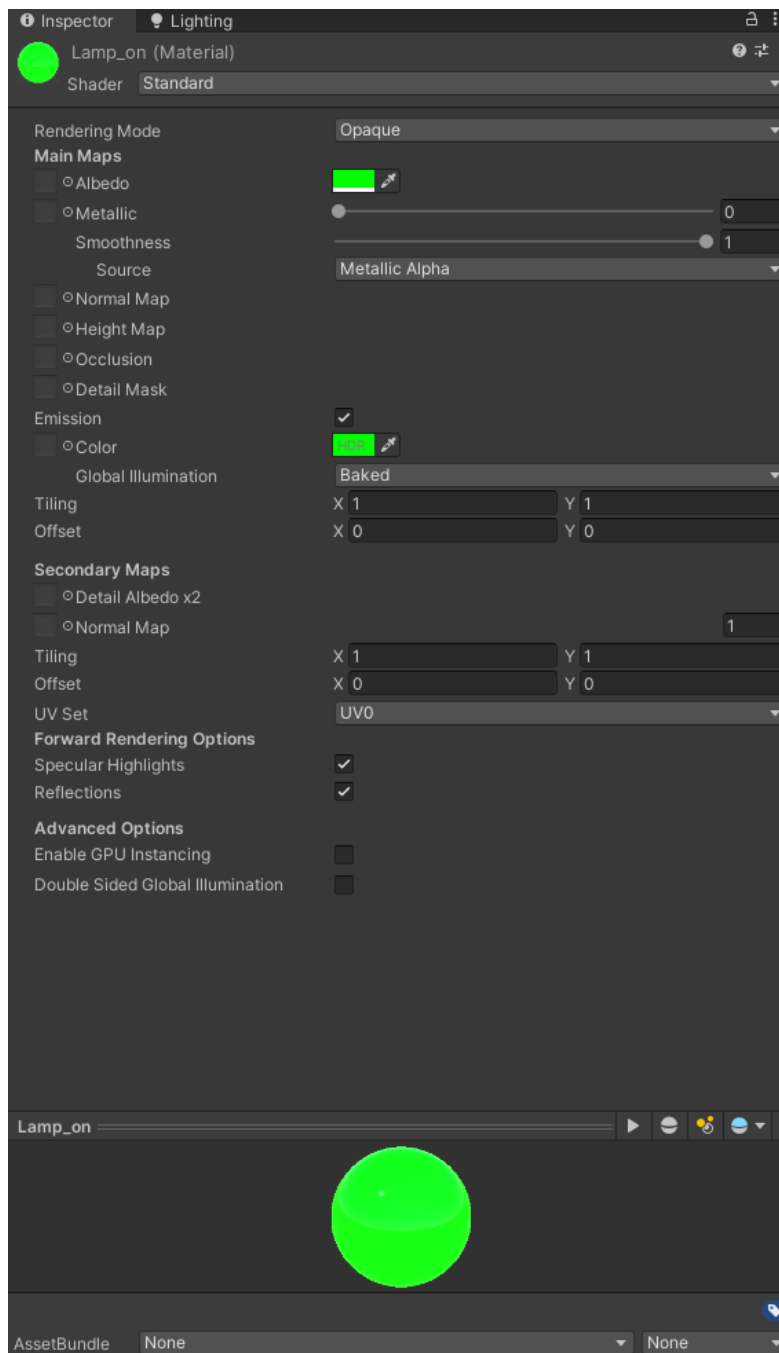 Inspector Lighting
Lamp_on (Material)
Shader Standard
Rendering Mode Opaque
Main Maps
Albedo
Metallic 0
Smoothness 1
Source Metallic Alpha
Normal Map
Height Map
Occlusion
Detail Mask
Emission
Color HDR
Global Illumination Baked
Tiling X 1 Y 1
Offset X 0 Y 0
Secondary Maps
Detail Albedo x2
Normal Map 1
Tiling X 1 Y 1
Offset X 0 Y 0
UV Set UV0
Forward Rendering Options
Specular Highlights
Reflections
Advanced Options
Enable GPU Instancing
Double Sided Global Illumination
Lamp_on
AssetBundle None None